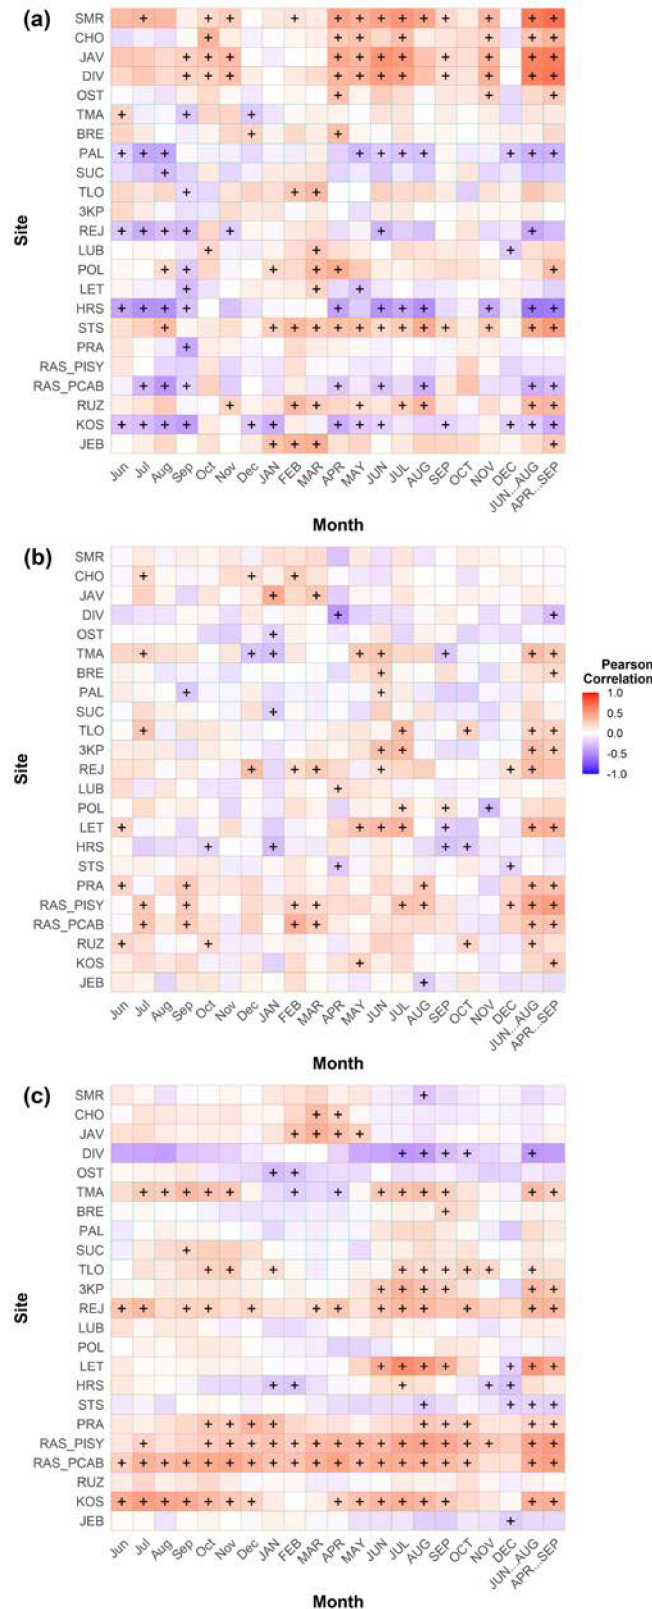 (a)
SMR
CHO
JAV
DIV
OST
TMA
BRE
PAL
SUC
TLO
3KP
REJ
LUB
POL
LET
HRS
STS
PRA
RAS_PISY
RAS_PCAB
RUZ
KOS
JEB
Site
Jun Jul Aug Sep Oct Nov Dec JAN FEB MAR APR MAY JUN JUL AUG SEP OCT NOV DEC JUN...AUG APR...SEP
Month
(b)
SMR
CHO
JAV
DIV
OST
TMA
BRE
PAL
SUC
TLO
3KP
REJ
LUB
POL
LET
HRS
STS
PRA
RAS_PISY
RAS_PCAB
RUZ
KOS
JEB
Site
Jun Jul Aug Sep Oct Nov Dec JAN FEB MAR APR MAY JUN JUL AUG SEP OCT NOV DEC JUN...AUG APR...SEP
Month
Pearson
Correlation
1.0
0.5
0.0
-0.5
-1.0
(c)
SMR
CHO
JAV
DIV
OST
TMA
BRE
PAL
SUC
TLO
3KP
REJ
LUB
POL
LET
HRS
STS
PRA
RAS_PISY
RAS_PCAB
RUZ
KOS
JEB
Site
Jun Jul Aug Sep Oct Nov Dec JAN FEB MAR APR MAY JUN JUL AUG SEP OCT NOV DEC JUN...AUG APR...SEP
Month